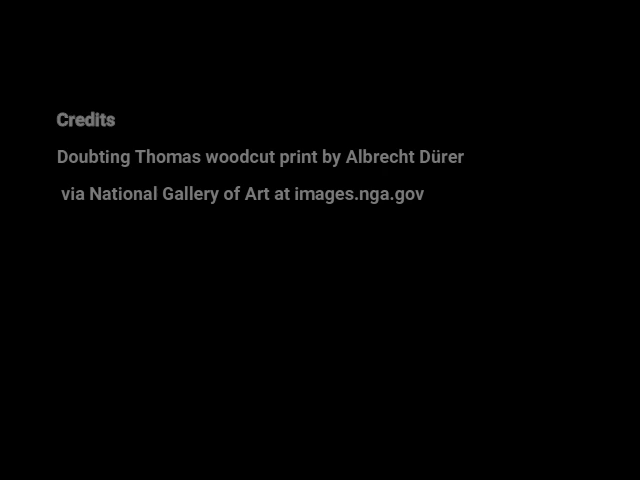 Credits
Doubting Thomas woodcut print by Albrecht Dürer
via National Gallery of Art at images.nga.gov